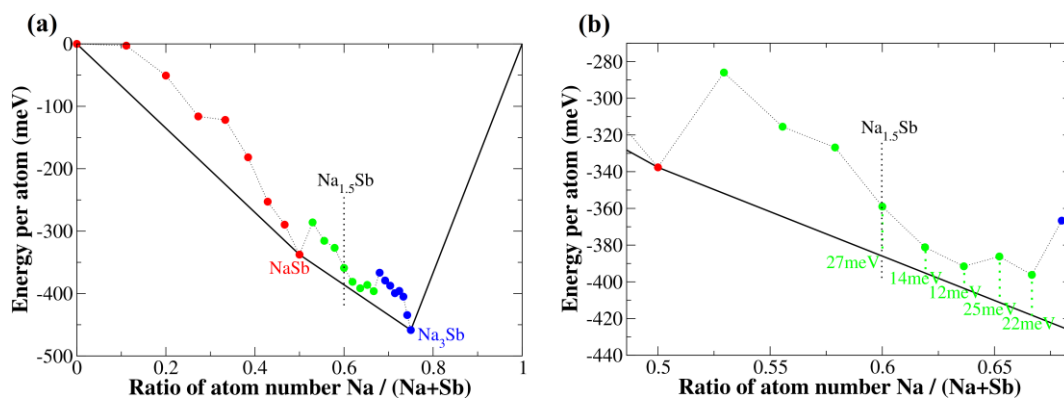 (a)
0
-100
-200
-300
-400
-500
Energy per atom (meV)
Na1.5Sb
NaSb
Na3Sb
0
0.2
0.4
0.6
0.8
1
Ratio of atom number Na / (Na+Sb)
(b)
-280
-300
-320
-340
-360
-380
-400
-420
-440
Energy per atom (meV)
Na1.5Sb
27meV
14meV
12meV
25meV
22meV
0.5
0.55
0.6
0.65
Ratio of atom number Na / (Na+Sb)